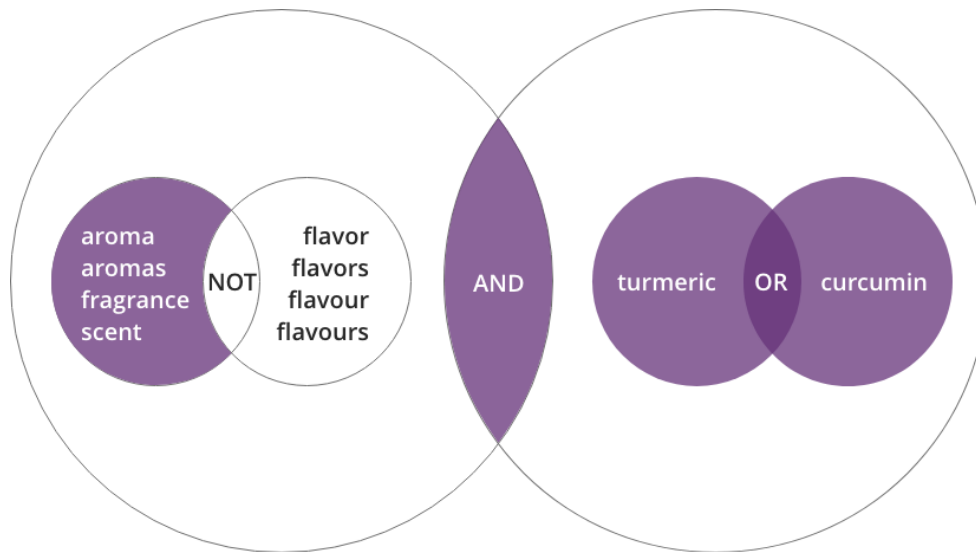 aroma
aromas
fragrance
scent
NOT
flavor
flavors
flavour
flavours
AND
turmeric
OR
curcumin